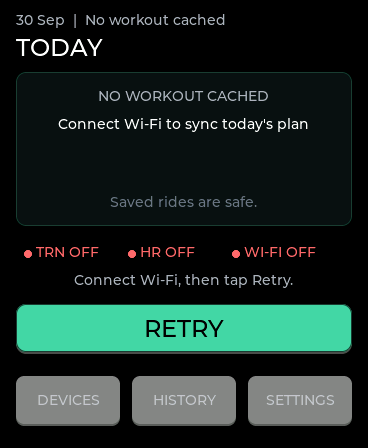 30 Sep | No workout cached
TODAY
NO WORKOUT CACHED
Connect Wi-Fi to sync today's plan
Saved rides are safe.
TRN OFF HR OFF WI-FI OFF
Connect Wi-Fi, then tap Retry.
RETRY
DEVICES HISTORY SETTINGS